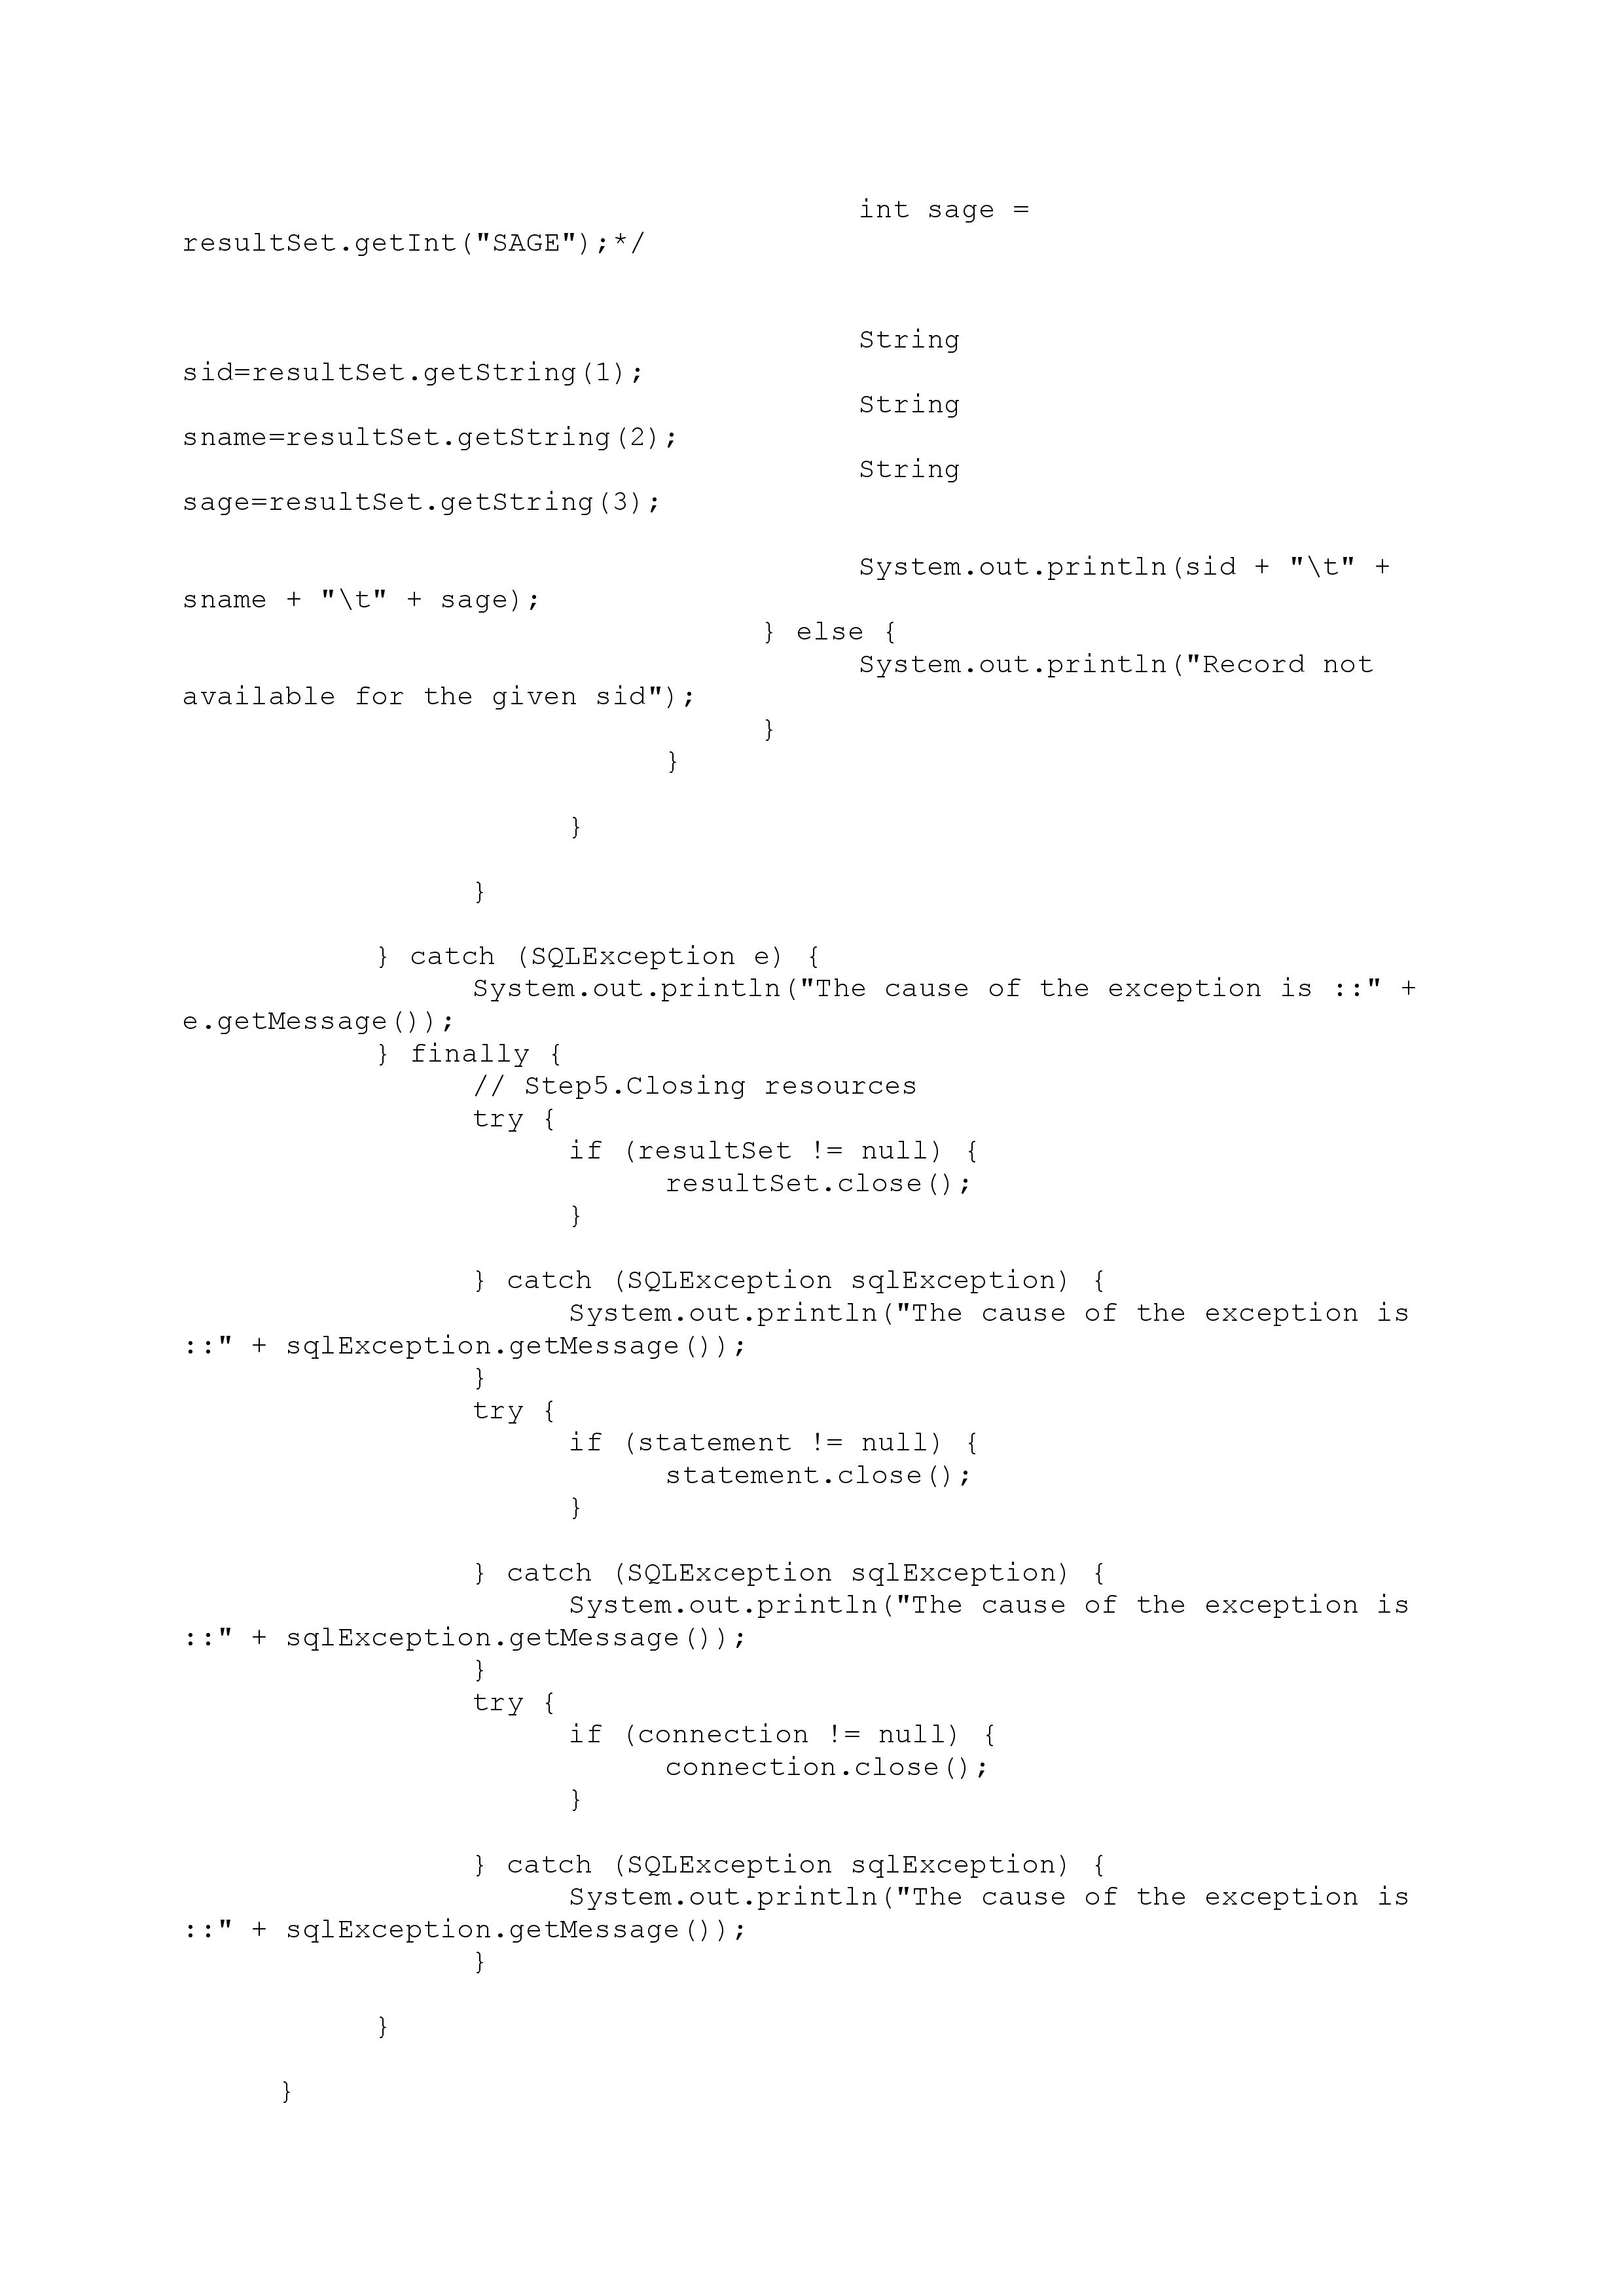 int sage =
resultSet.getInt("SAGE");*/
String
sid=resultSet.getString(1);
String
sname=resultSet.getString(2);
String
sage=resultSet.getString(3);
System.out.println(sid + "\t" +
sname + "\t" + sage);
} else {
System.out.println("Record not
available for the given sid");
}
}
}
}
} catch (SQLException e) {
System.out.println("The cause of the exception is ::" +
e.getMessage());
} finally {
// Step5.Closing resources
try {
if (resultSet != null) {
resultSet.close();
}
} catch (SQLException sqlException) {
System.out.println("The cause of the exception is
::" + sqlException.getMessage());
}
try {
if (statement != null) {
statement.close();
}
} catch (SQLException sqlException) {
System.out.println("The cause of the exception is
::" + sqlException.getMessage());
}
try {
if (connection != null) {
connection.close();
}
} catch (SQLException sqlException) {
System.out.println("The cause of the exception is
::" + sqlException.getMessage());
}
}
}